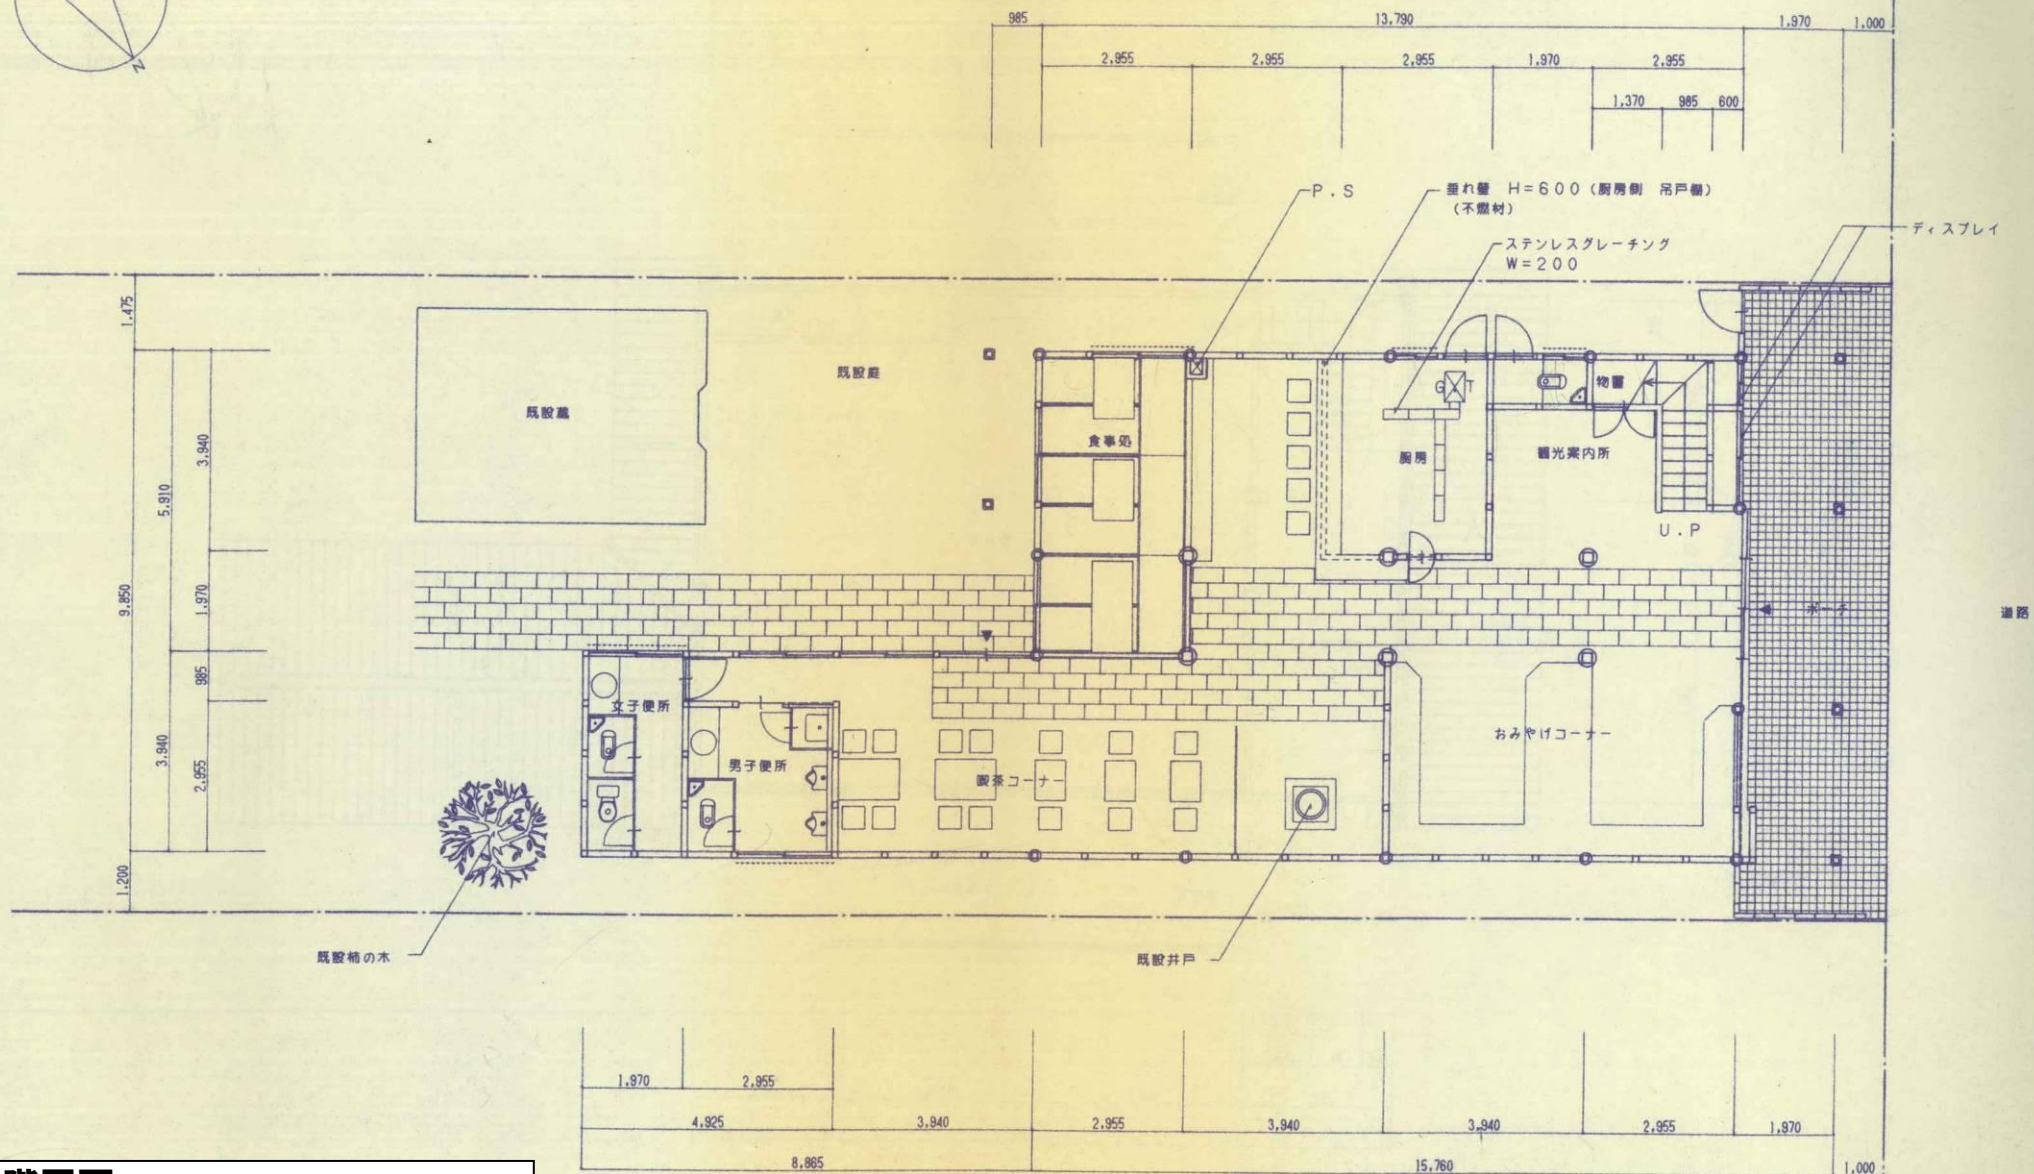 N
985
13,790
1,970
1,000
2,955
2,955
2,955
1,970
2,955
1,370
985
600
P.S
垂れ壁 H=600(厨房側 吊戸棚)
(不燃材)
ステンレスグレーチング
W=200
ディスプレイ
1,475
3,940
5,910
9,850
1,970
985
3,940
2,955
1,200
既設蔵
既設庭
食事処
G T
厨房
物置
観光案内所
U.P
ポーチ
道路
女子便所
男子便所
喫茶コーナー
おみやげコーナー
既設柿の木
既設井戸
1,970
2,955
4,925
3,940
2,955
3,940
3,940
2,955
1,970
8,865
15,760
1,000